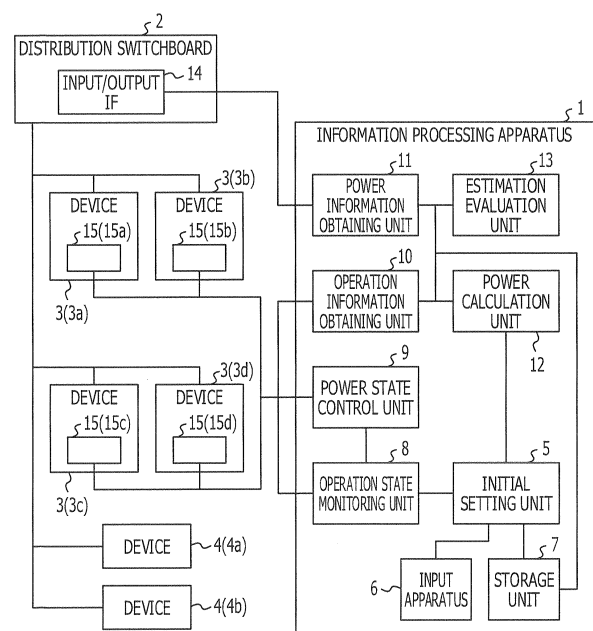 2
DISTRIBUTION SWITCHBOARD
INPUT/OUTPUT
IF
14
1
INFORMATION PROCESSING APPARATUS
11
POWER
INFORMATION
OBTAINING UNIT
13
ESTIMATION
EVALUATION
UNIT
3(3b)
DEVICE
15(15a)
3(3a)
DEVICE
15(15b)
10
OPERATION
INFORMATION
OBTAINING UNIT
POWER
CALCULATION
UNIT
12
9
POWER STATE
CONTROL UNIT
3(3d)
DEVICE
15(15c)
3(3c)
DEVICE
15(15d)
8
OPERATION STATE
MONITORING UNIT
5
INITIAL
SETTING UNIT
DEVICE
4(4a)
DEVICE
4(4b)
6
INPUT
APPARATUS
7
STORAGE
UNIT